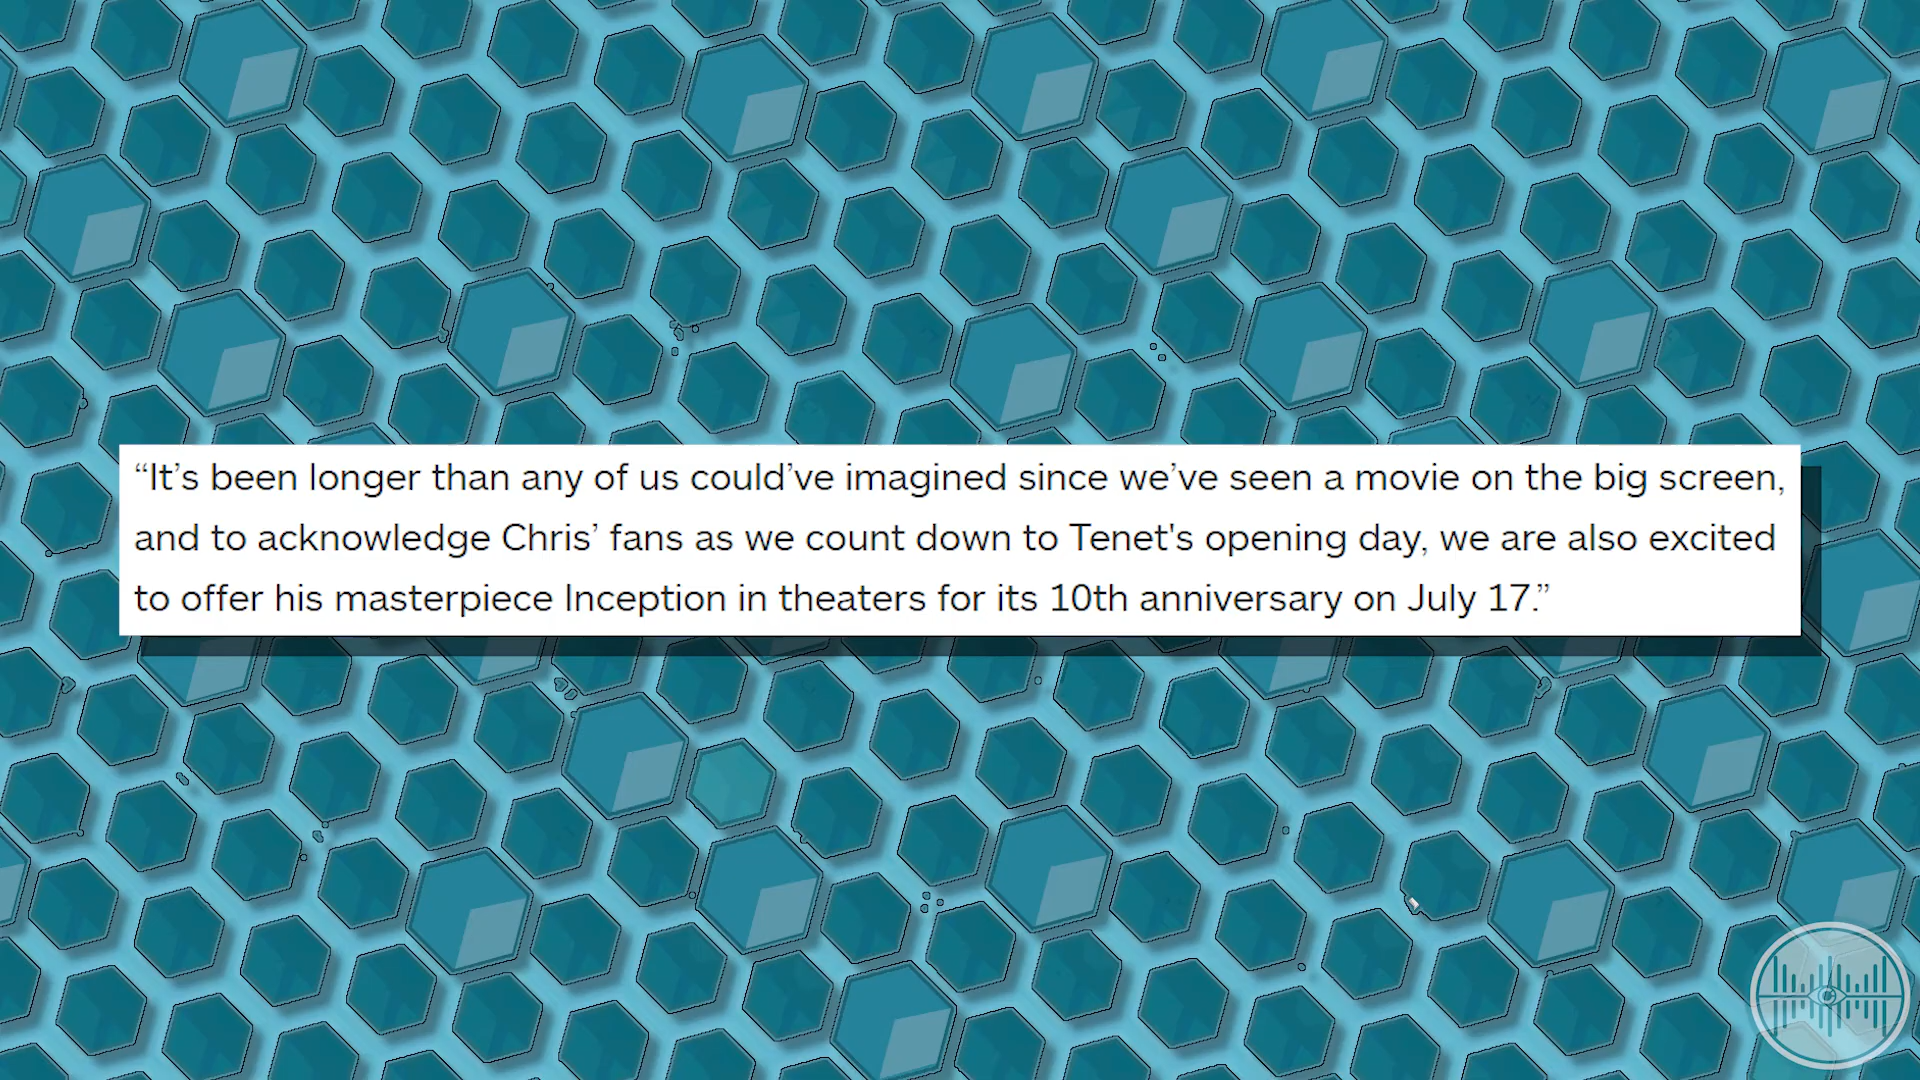 “It’s been longer than any of us could’ve imagined since we’ve seen a movie on the big screen,
and to acknowledge Chris’ fans as we count down to Tenet's opening day, we are also excited
to offer his masterpiece Inception in theaters for its 10th anniversary on July 17.”